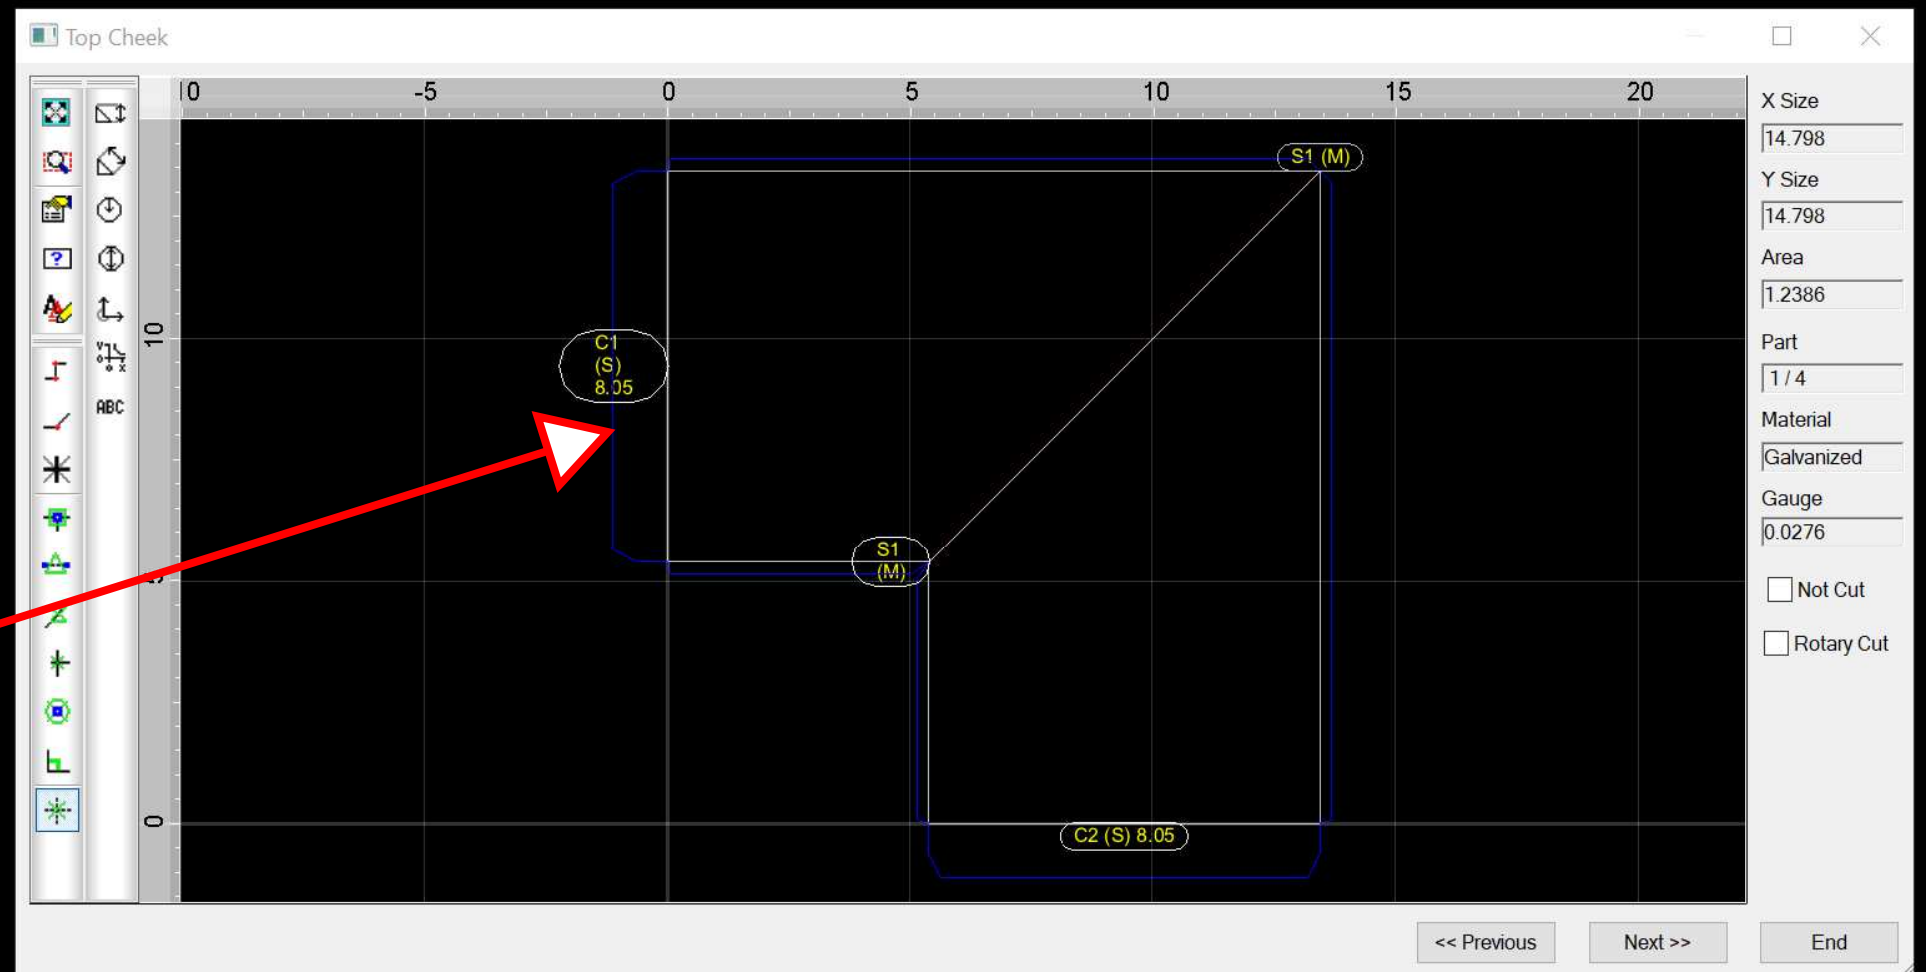 Top Cheek
10
-5
0
5
10
15
20
X Size
14.798
Y Size
14.798
Area
1.2386
Part
1 / 4
Material
Galvanized
Gauge
0.0276
Not Cut
Rotary Cut
ABC
S1 (M)
10
C1
(S)
8.05
S1
(M)
5
0
C2 (S) 8.05
<< Previous
Next >>
End